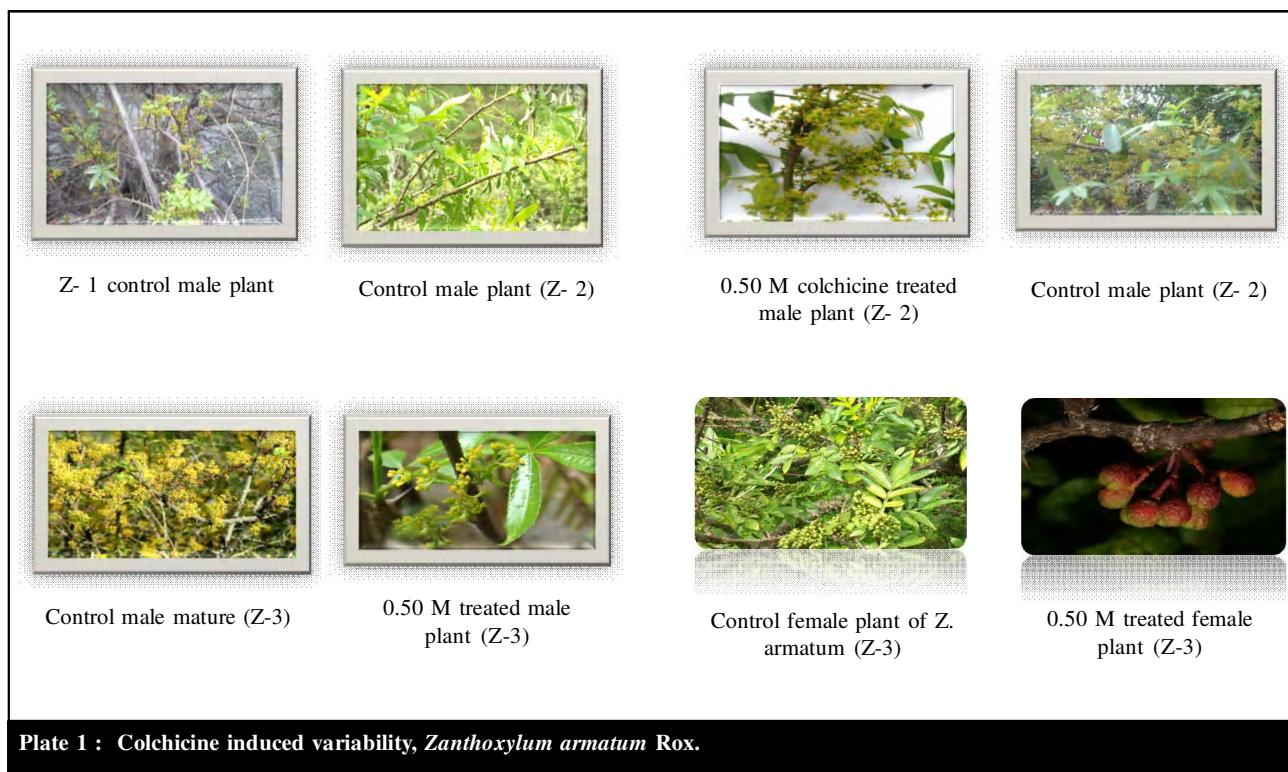 Z- 1 control male plant
Control male plant (Z- 2)
0.50 M colchicine treated
male plant (Z- 2)
Control male plant (Z- 2)
Control male mature (Z-3)
0.50 M treated male
plant (Z-3)
Control female plant of Z.
armatum (Z-3)
0.50 M treated female
plant (Z-3)
Plate 1 : Colchicine induced variability, Zanthoxylum armatum Rox.